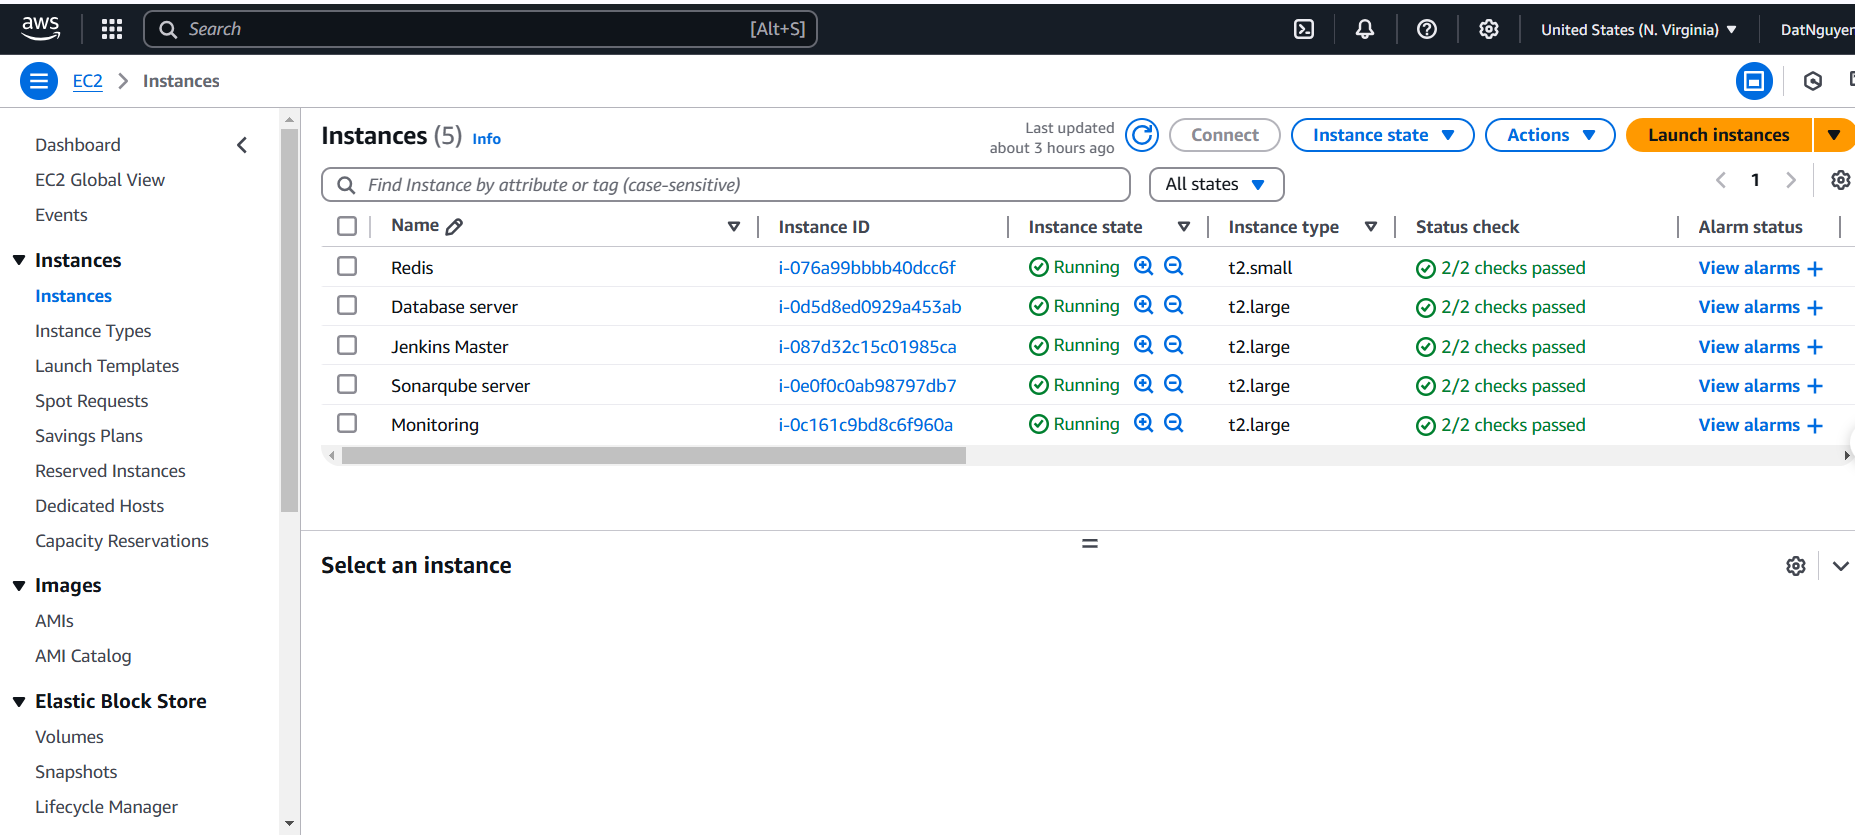 aws
Search [Alt+S]
United States (N. Virginia)
DatNguyen
EC2 Instances
Dashboard
EC2 Global View
Events
Instances
Instances
Instance Types
Launch Templates
Spot Requests
Savings Plans
Reserved Instances
Dedicated Hosts
Capacity Reservations
Images
AMIs
AMI Catalog
Elastic Block Store
Volumes
Snapshots
Lifecycle Manager
Instances (5) Info
Last updated
about 3 hours ago
Connect
Instance state
Actions
Launch instances
Find Instance by attribute or tag (case-sensitive)
All states
1
Name Instance ID Instance state Instance type Status check Alarm status
Redis i-076a99bbbb40dcc6f Running t2.small 2/2 checks passed View alarms +
Database server i-0d5d8ed0929a453ab Running t2.large 2/2 checks passed View alarms +
Jenkins Master i-087d32c15c01985ca Running t2.large 2/2 checks passed View alarms +
Sonarqube server i-0e0f0c0ab98797db7 Running t2.large 2/2 checks passed View alarms +
Monitoring i-0c161c9bd8c6f960a Running t2.large 2/2 checks passed View alarms +
Select an instance